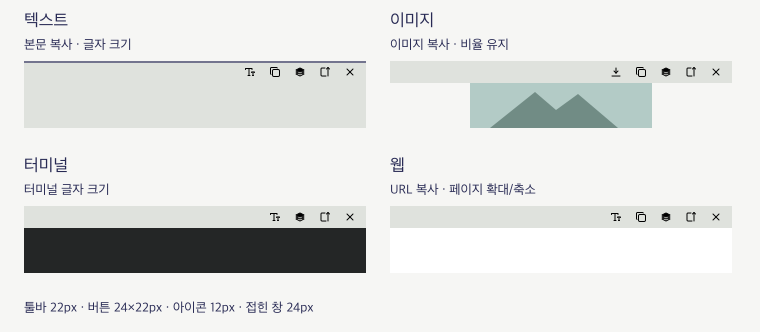 텍스트
본문 복사 · 글자 크기
이미지
이미지 복사 · 비율 유지
터미널
터미널 글자 크기
웹
URL 복사 · 페이지 확대/축소
툴바 22px · 버튼 24×22px · 아이콘 12px · 접힌 창 24px